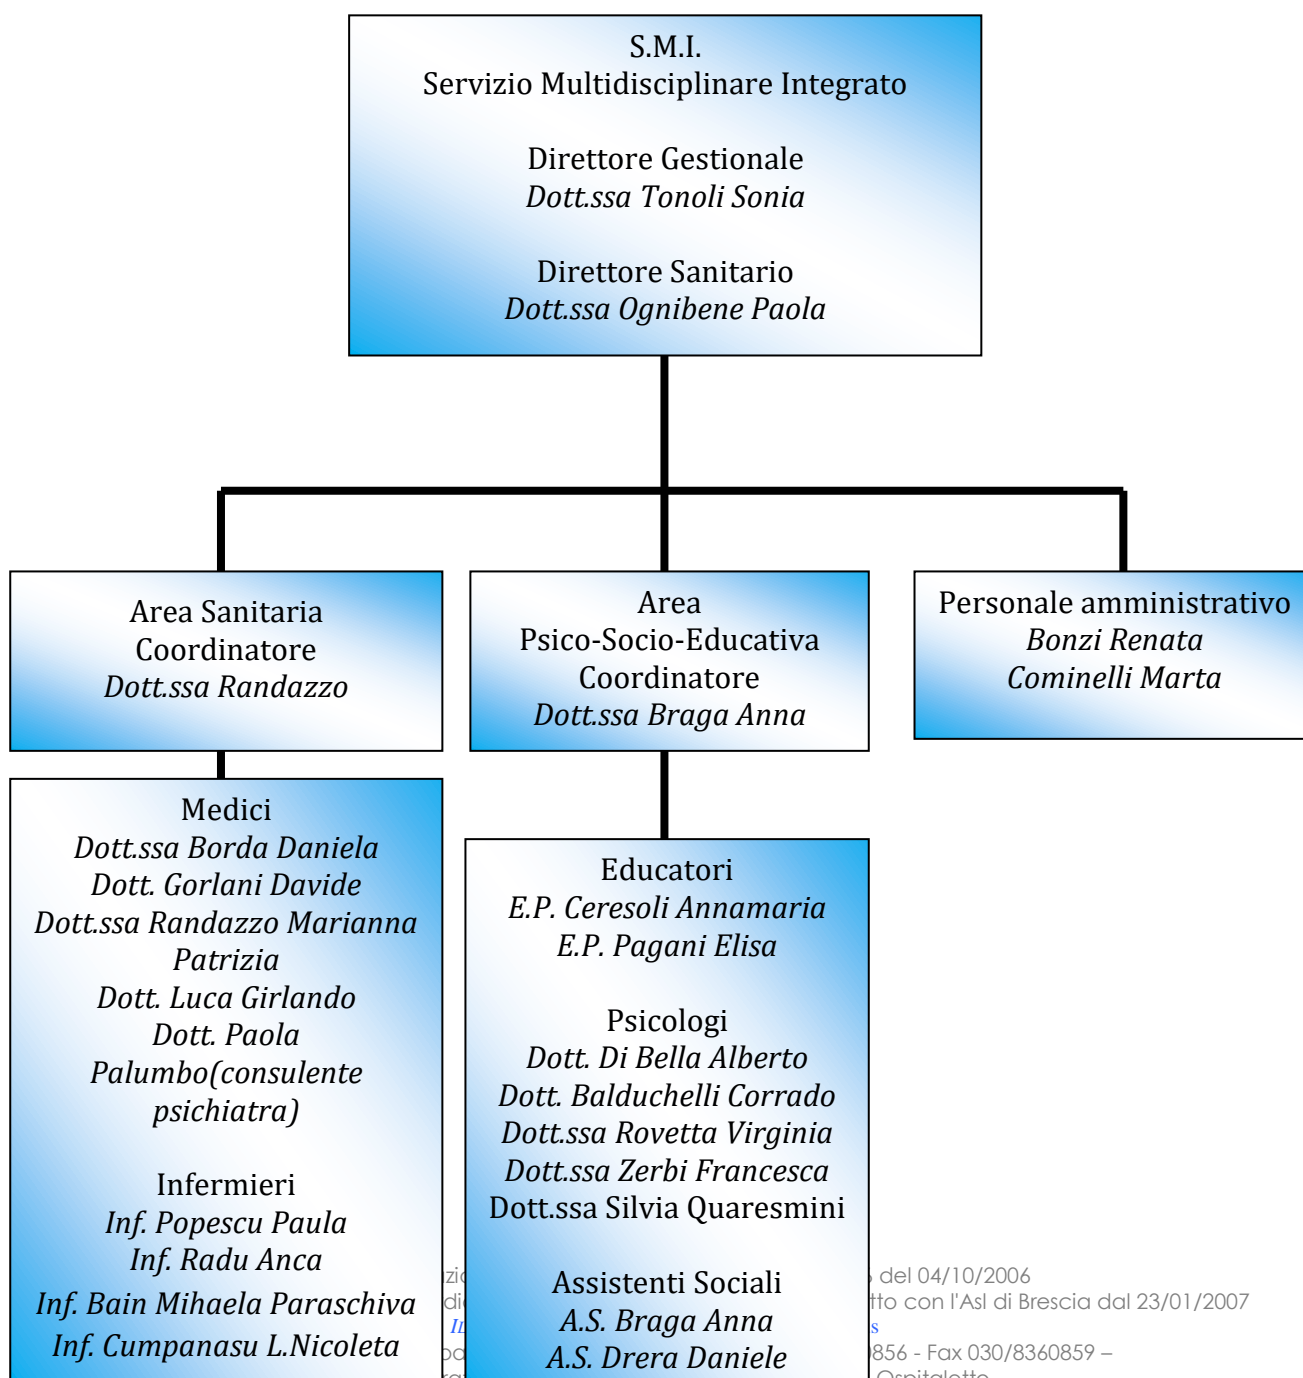 S.M.I.
Servizio Multidisciplinare Integrato
Direttore Gestionale
Dott.ssa Tonoli Sonia
Direttore Sanitario
Dott.ssa Ognibene Paola
Area Sanitaria
Coordinatore
Dott.ssa Randazzo
Area
Psico-Socio-Educativa
Coordinatore
Dott.ssa Braga Anna
Personale amministrativo
Bonzi Renata
Cominelli Marta
Medici
Dott.ssa Borda Daniela
Dott. Gorlani Davide
Dott.ssa Randazzo Marianna
Patrizia
Dott. Luca Girlando
Dott. Paola
Palumbo(consulente
psichiatra)
Infermieri
Inf. Popescu Paula
Inf. Radu Anca
Inf. Bain Mihaela Paraschiva
Inf. Cumpanasu L.Nicoleta
Educatori
E.P. Ceresoli Annamaria
E.P. Pagani Elisa
Psicologi
Dott. Di Bella Alberto
Dott. Balduchelli Corrado
Dott.ssa Rovetta Virginia
Dott.ssa Zerbi Francesca
Dott.ssa Silvia Quaresmini
Assistenti Sociali
A.S. Braga Anna
A.S. Drera Daniele
del 04/10/2006
con l'Asl di Brescia dal 23/01/2007
- Fax 030/8360859 –
Ospitaletto